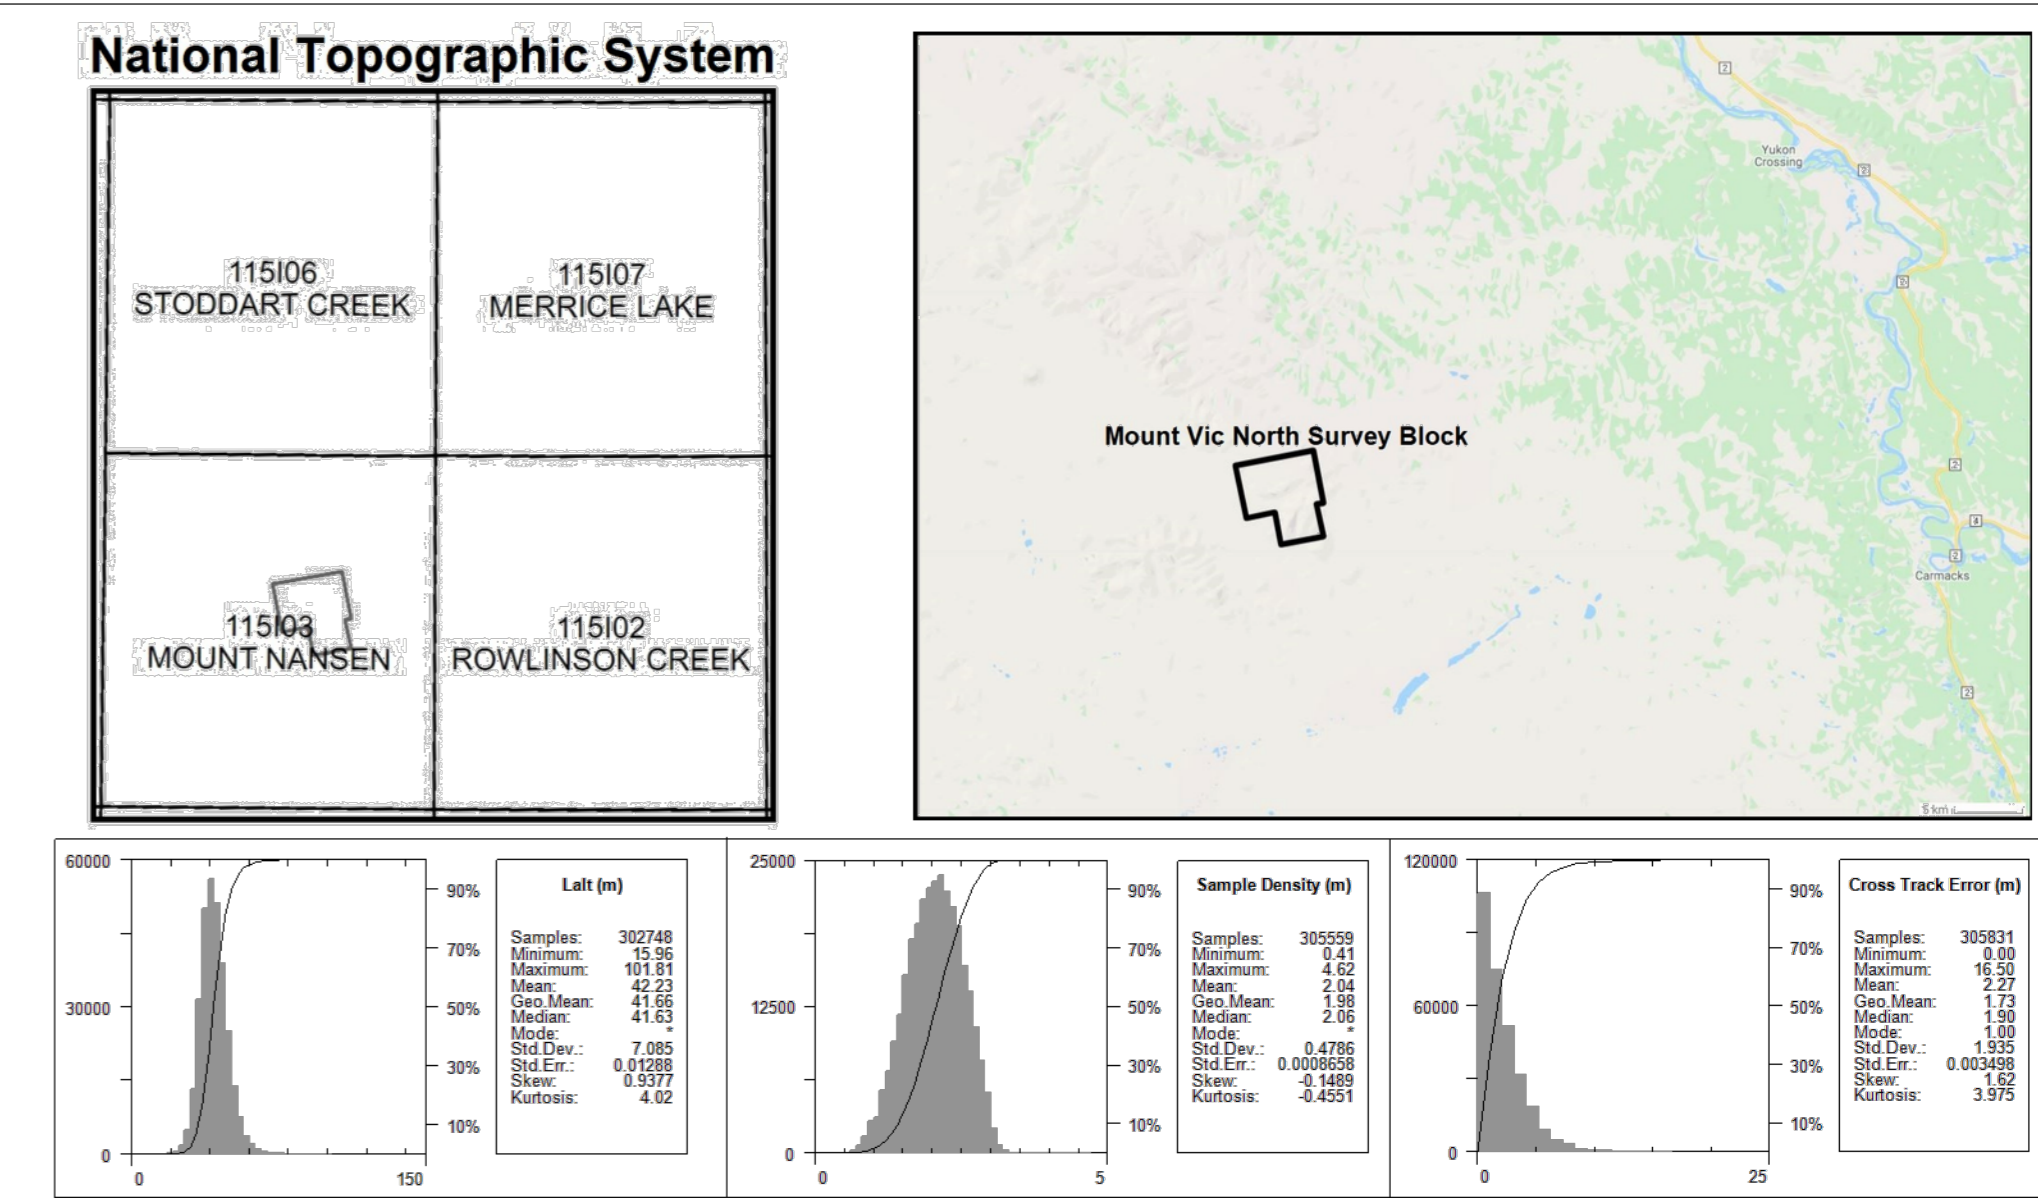 National Topographic System
115I06
STODDART CREEK
115I07
MERRICE LAKE
115I03
MOUNT NANSEN
115I02
ROWLINSON CREEK
2
Yukon
Crossing
2
2
Mount Vic North Survey Block
2
4
2
Carmacks
2
5 km
60000
30000
0
0
150
90%
70%
50%
30%
10%
Lalt (m)
Samples: 302748
Minimum: 15.96
Maximum: 101.81
Mean: 42.23
Geo.Mean: 41.66
Median: 41.63
Mode: *
Std.Dev.: 7.085
Std.Err.: 0.01288
Skew: 0.9377
Kurtosis: 4.02
25000
12500
0
0
5
90%
70%
50%
30%
10%
Sample Density (m)
Samples: 305559
Minimum: 0.41
Maximum: 4.62
Mean: 2.04
Geo.Mean: 1.98
Median: 2.06
Mode: *
Std.Dev.: 0.4786
Std.Err.: 0.0008658
Skew: -0.1489
Kurtosis: -0.4551
120000
60000
0
0
25
90%
70%
50%
30%
10%
Cross Track Error (m)
Samples: 305831
Minimum: 0.00
Maximum: 16.50
Mean: 2.27
Geo.Mean: 1.73
Median: 1.90
Mode: 1.00
Std.Dev.: 1.935
Std.Err.: 0.003498
Skew: 1.62
Kurtosis: 3.975